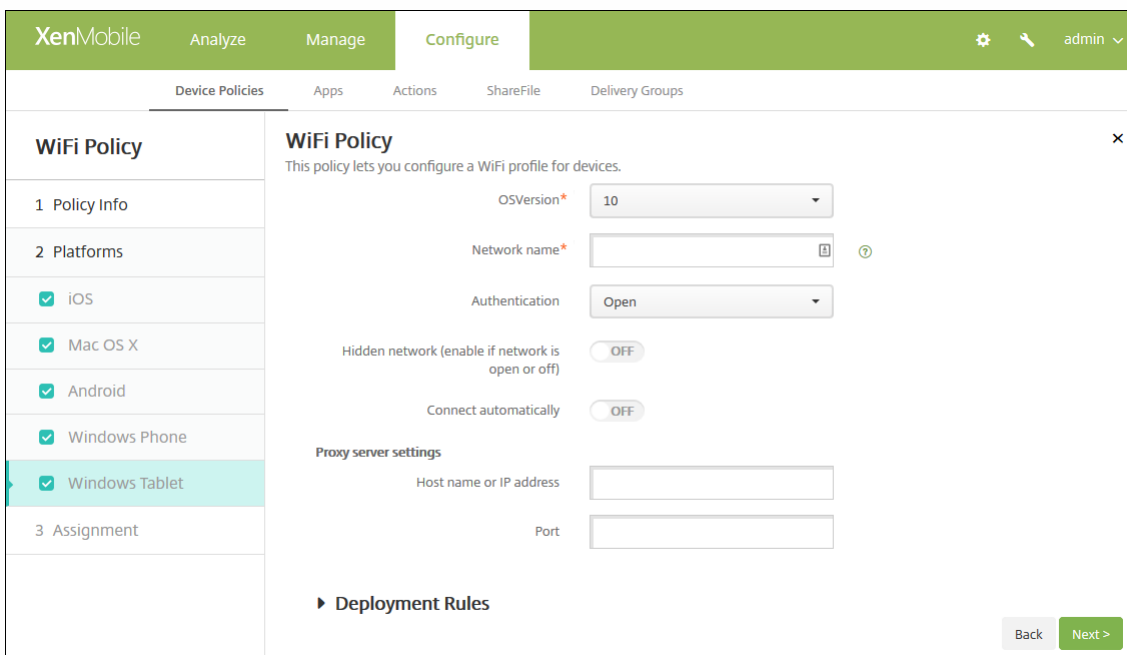 XenMobile Analyze Manage Configure admin
Device Policies Apps Actions ShareFile Delivery Groups
WiFi Policy
1 Policy Info
2 Platforms
iOS
Mac OS X
Android
Windows Phone
Windows Tablet
3 Assignment
WiFi Policy
This policy lets you configure a WiFi profile for devices.
OSVersion* 10
Network name*
Authentication Open
Hidden network (enable if network is
open or off) OFF
Connect automatically OFF
Proxy server settings
Host name or IP address
Port
Deployment Rules
Back Next >